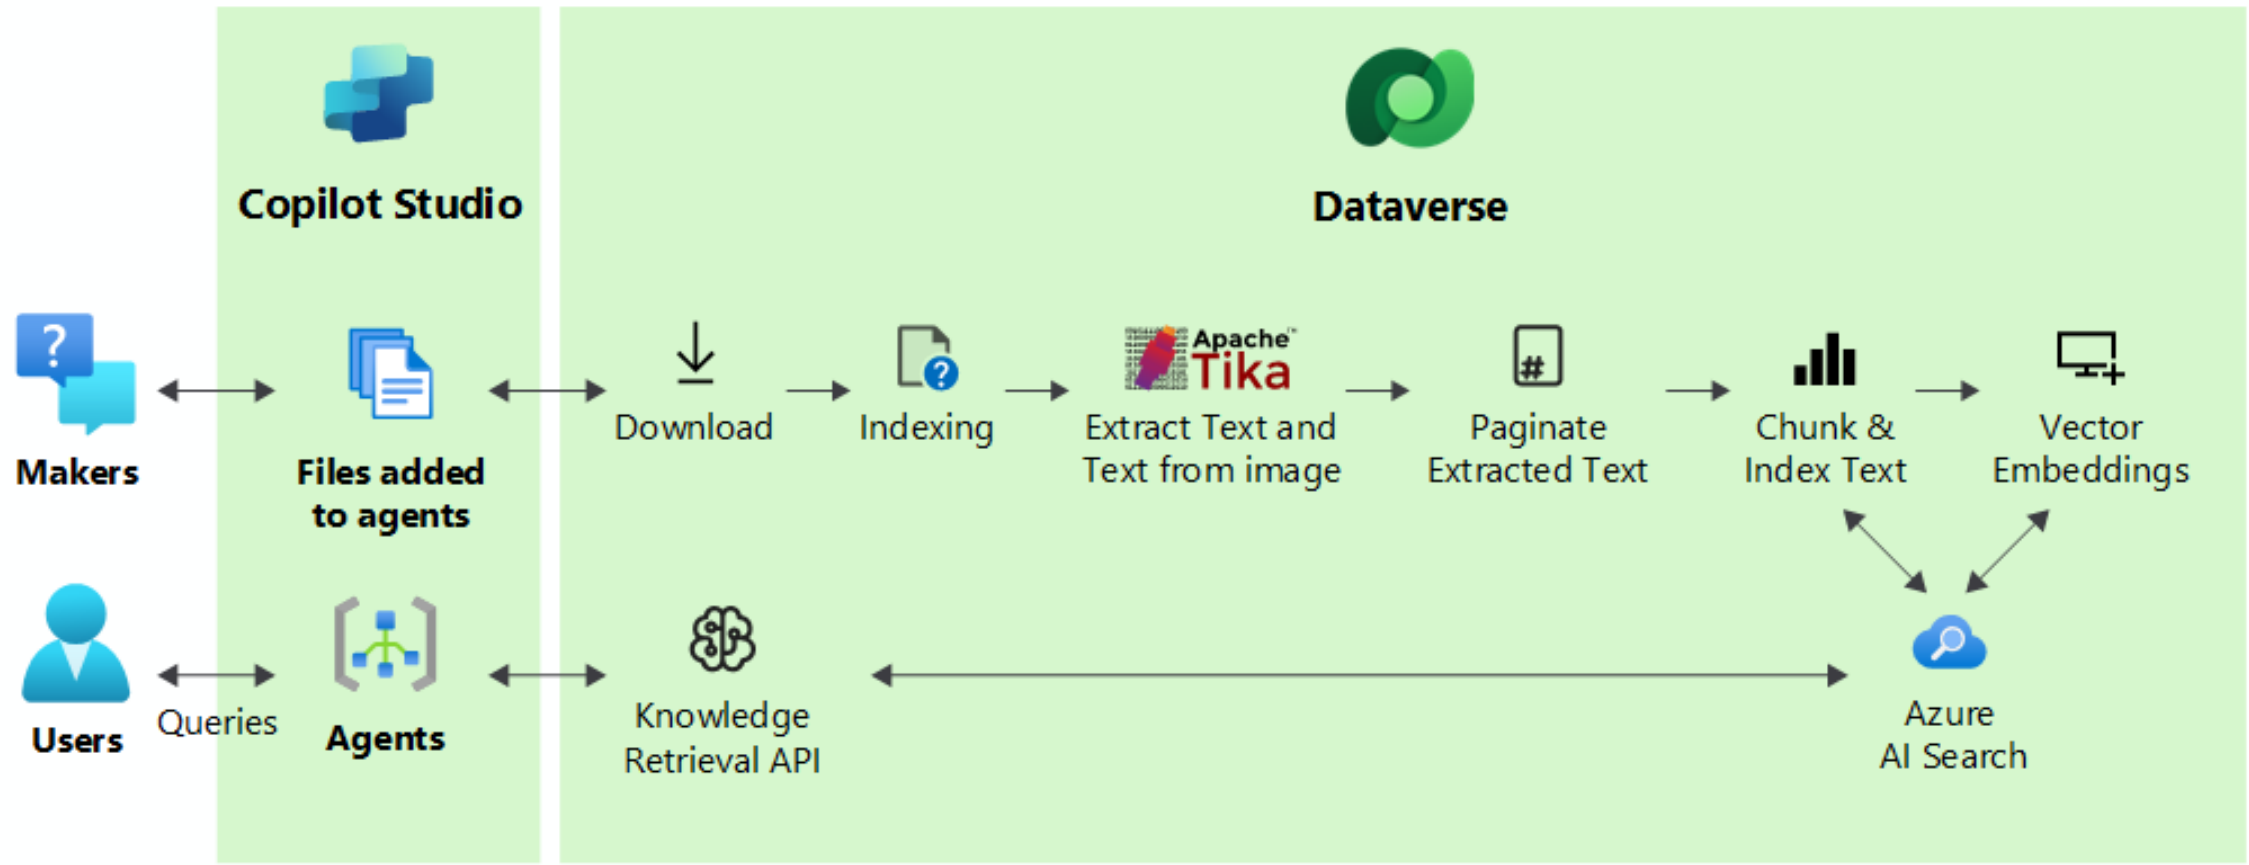 Copilot Studio
Dataverse
?
Makers
Files added
to agents
Download
?
Indexing
Apache™
Tika
Extract Text and
Text from image
#
Paginate
Extracted Text
Chunk &
Index Text
Vector
Embeddings
Users
Queries
Agents
Knowledge
Retrieval API
Azure
AI Search